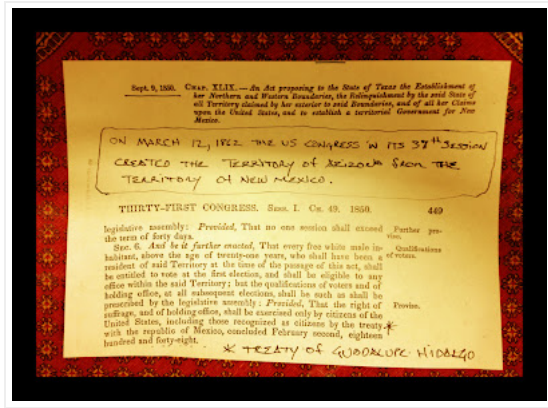 Sept. 9, 1850. CHAP. XLIX. — An Act proposing to the State of Texas the Establishment of
her Northern and Western Boundaries, the Relinquishment by the said State of
all Territory claimed by her exterior to said Boundaries, and of all her Claims
upon the United States, and to establish a territorial Government for New
Mexico.
ON MARCH 12, 1862 THE US CONGRESS IN ITS 37th SESSION
CREATED THE TERRITORY OF ARIZONA FROM THE
TERRITORY OF NEW MEXICO.
THIRTY-FIRST CONGRESS. SESS. I. CH. 49. 1850. 449
legislative assembly: Provided, That no one session shall exceed Further pro-
the term of forty days. viso.
SEC. 6. And be it further enacted, That every free white male in- Qualifications
habitant, above the age of twenty-one years, who shall have been a of voters.
resident of said Territory at the time of the passage of this act, shall
be entitled to vote at the first election, and shall be eligible to any
office within the said Territory; but the qualifications of voters and of
holding office, at all subsequent elections, shall be such as shall be
prescribed by the legislative assembly: Provided, That the right of Proviso.
suffrage, and of holding office, shall be exercised only by citizens of the
United States, including those recognized as citizens by the treaty *
with the republic of Mexico, concluded February second, eighteen
hundred and forty-eight.
* TREATY OF GUADALUPE HIDALGO